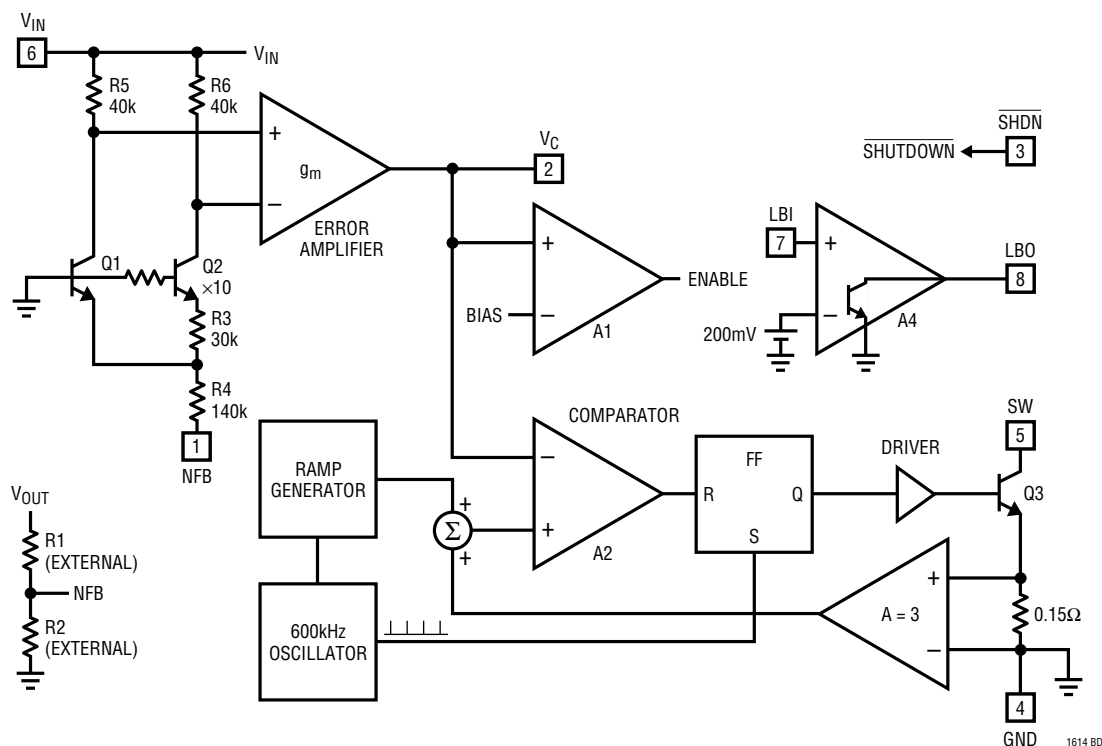 VIN
6
VIN
R5
40k
R6
40k
+
gm
−
ERROR
AMPLIFIER
VC
2
SHDN
SHUTDOWN
3
LBI
7
+
−
200mV
A4
LBO
8
+
BIAS
−
A1
ENABLE
Q1
Q2
×10
R3
30k
R4
140k
1
NFB
VOUT
R1
(EXTERNAL)
NFB
R2
(EXTERNAL)
RAMP
GENERATOR
+
Σ
+
600kHz
OSCILLATOR
COMPARATOR
−
+
A2
FF
R
Q
S
DRIVER
SW
5
Q3
+
A = 3
−
0.15Ω
4
GND
1614 BD